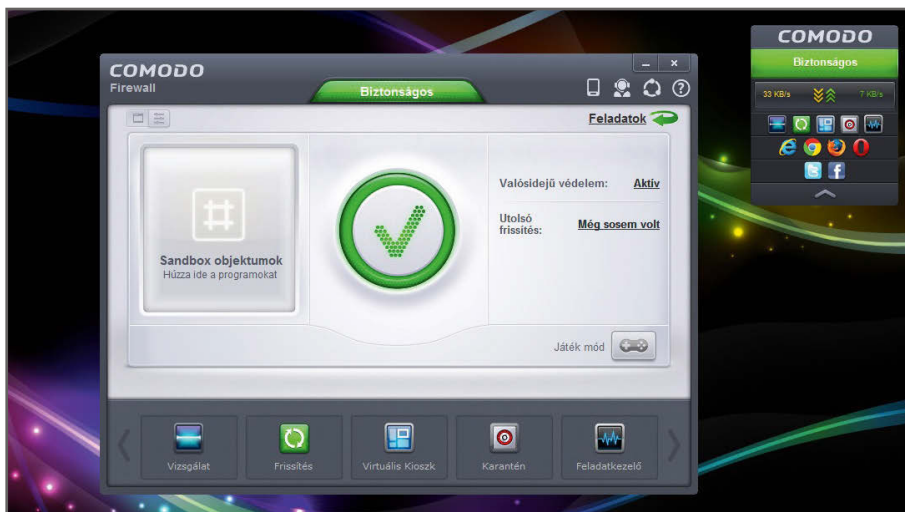 COMODO
Firewall
Biztonságos
Feladatok
Sandbox objektumok
Húzza ide a programokat
Valósidejű védelem: Aktív
Utolsó
frissítés: Még sosem volt
Játék mód
Vizsgálat
Frissítés
Virtuális Kioszk
Karantén
Feladatkezelő
COMODO
Biztonságos
33 KB/s 7 KB/s